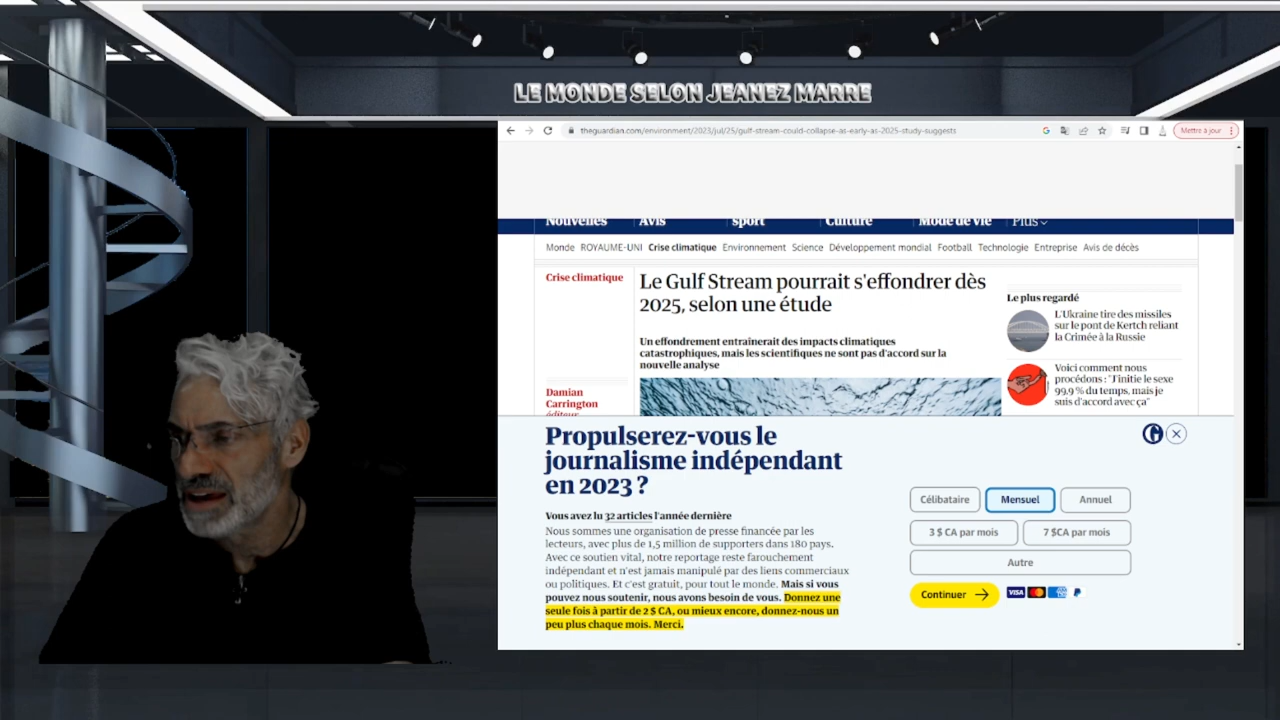 LE MONDE SELON JEANEZ MARRE
theguardian.com/environment/2023/jul/25/gulf-stream-could-collapse-as-early-as-2025-study-suggests
Mettre à jour
Nouvelles Avis sport Culture Mode de vie Plus
Monde ROYAUME-UNI Crise climatique Environnement Science Développement mondial Football Technologie Entreprise Avis de décès
Crise climatique
Le Gulf Stream pourrait s'effondrer dès
2025, selon une étude
Un effondrement entraînerait des impacts climatiques
catastrophiques, mais les scientifiques ne sont pas d'accord sur la
nouvelle analyse
Damian
Carrington
éditeur
Le plus regardé
L'Ukraine tire des missiles
sur le pont de Kertch reliant
la Crimée à la Russie
Voici comment nous
procédons : "J'initie le sexe
99,9 % du temps, mais je
suis d'accord avec ça"
Propulserez-vous le
journalisme indépendant
en 2023 ?
Vous avez lu 32 articles l'année dernière
Nous sommes une organisation de presse financée par les
lecteurs, avec plus de 1,5 million de supporters dans 180 pays.
Avec ce soutien vital, notre reportage reste farouchement
indépendant et n'est jamais manipulé par des liens commerciaux
ou politiques. Et c'est gratuit, pour tout le monde. Mais si vous
pouvez nous soutenir, nous avons besoin de vous. Donnez une
seule fois à partir de 2 $ CA, ou mieux encore, donnez-nous un
peu plus chaque mois. Merci.
Célibataire Mensuel Annuel
3 $ CA par mois 7 $CA par mois
Autre
Continuer
VISA